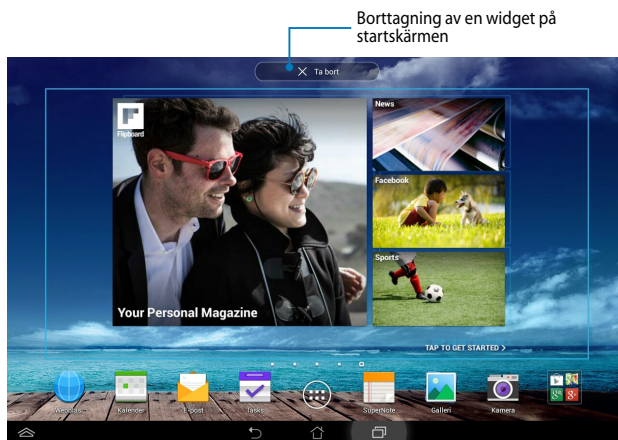 Borttagning av en widget på
startskärmen
Ta bort
Flipboard
News
Facebook
Sports
Your Personal Magazine
TAP TO GET STARTED >
Webbläs...
Kalender
E-post
Tasks
SuperNote
Galleri
Kamera